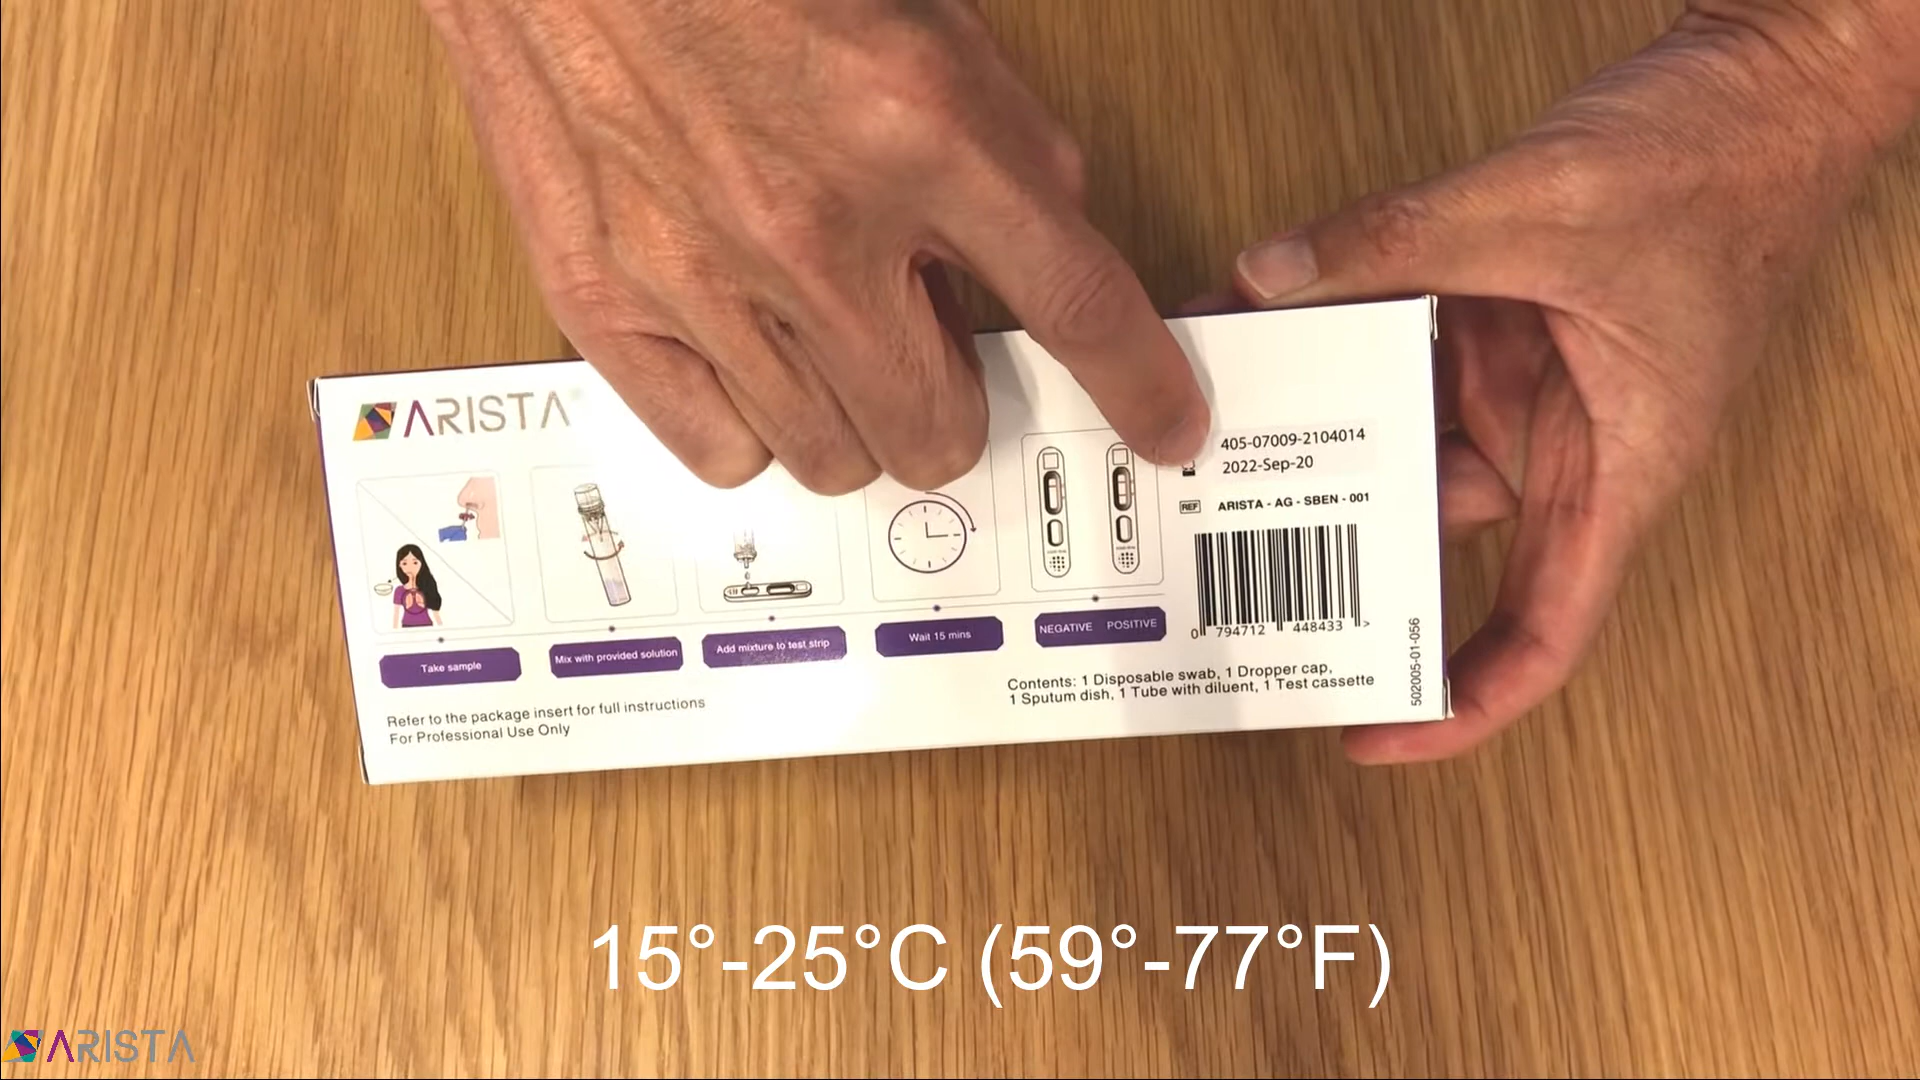 ARISTA
405-07009-2104014
2022-Sep-20
REF ARISTA - AG - SBEN - 001
0 794712 448433 >
502005-01-056
Take sample
Mix with provided solution
Add mixture to test strip
Wait 15 mins
NEGATIVE POSITIVE
Refer to the package insert for full instructions
For Professional Use Only
Contents: 1 Disposable swab, 1 Dropper cap,
1 Sputum dish, 1 Tube with diluent, 1 Test cassette
15°-25°C (59°-77°F)
ARISTA